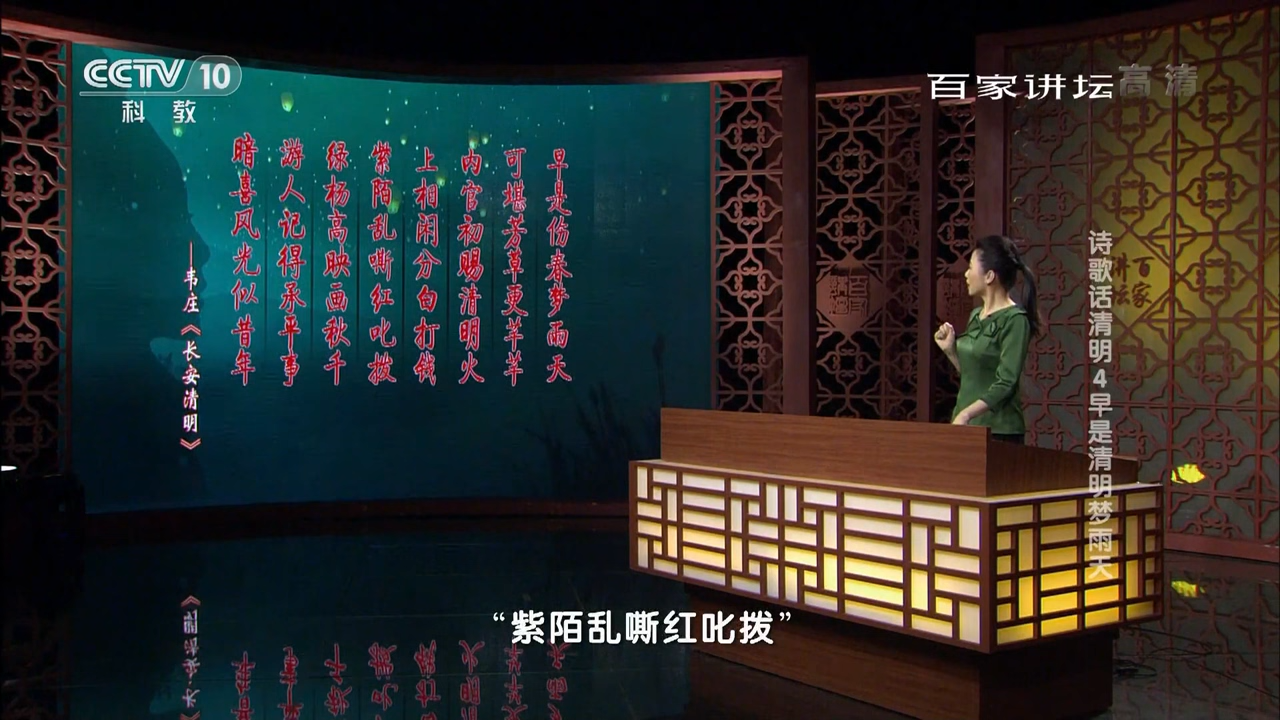 CCTV 10
科教
百家讲坛
高清
早是伤春梦雨天
可堪芳草更芊芊
内官初赐清明火
上相闲分白打钱
紫陌乱嘶红叱拨
绿杨高映画秋千
游人记得承平事
暗喜风光似昔年
——韦庄《长安清明》
百家讲坛
诗歌话清明4早是清明梦雨天
“紫陌乱嘶红叱拨”